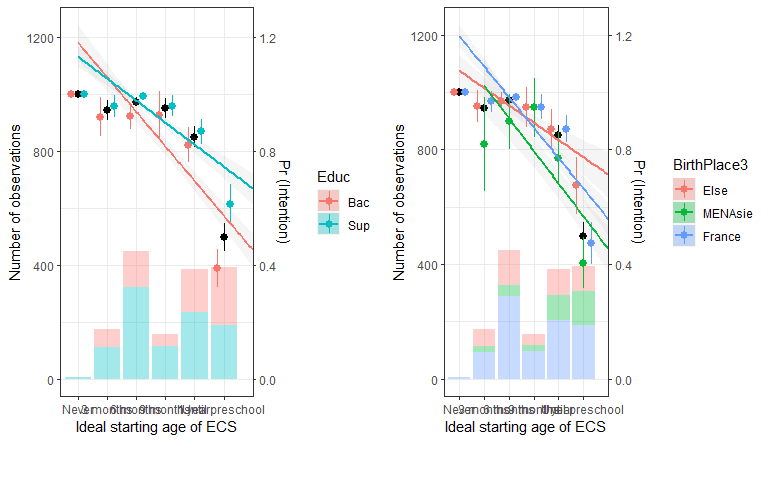 1200
800
400
0
Number of observations
1.2
0.8
0.4
0.0
Pr (Intention)
Never
Ideal starting age of ECS
Educ
Bac
Sup
1200
800
400
0
Number of observations
1.2
0.8
0.4
0.0
Pr (Intention)
Never
Ideal starting age of ECS
BirthPlace3
Else
MENAsie
France